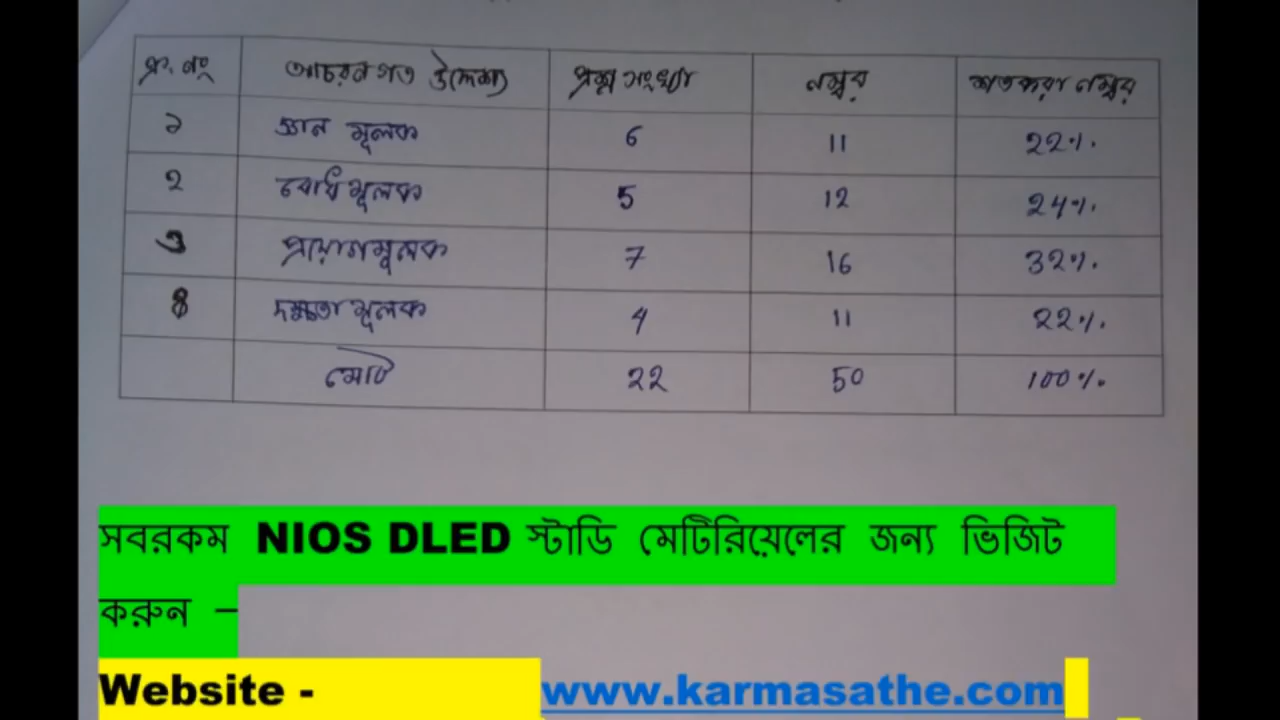 ক্র. নং আচরনগত উদ্দেশ্য প্রশ্ন সংখ্যা নম্বর শতকরা নম্বর
১ জ্ঞান মূলক 6 11 22%
২ বোধমূলক 5 12 24%
৩ প্রয়োগমূলক 7 16 32%
৪ দক্ষতা মূলক 4 11 22%
মোট 22 50 100%
সবরকম NIOS DLED স্টাডি মেটিরিয়েলের জন্য ভিজিট
করুন –
Website - www.karmasathe.com